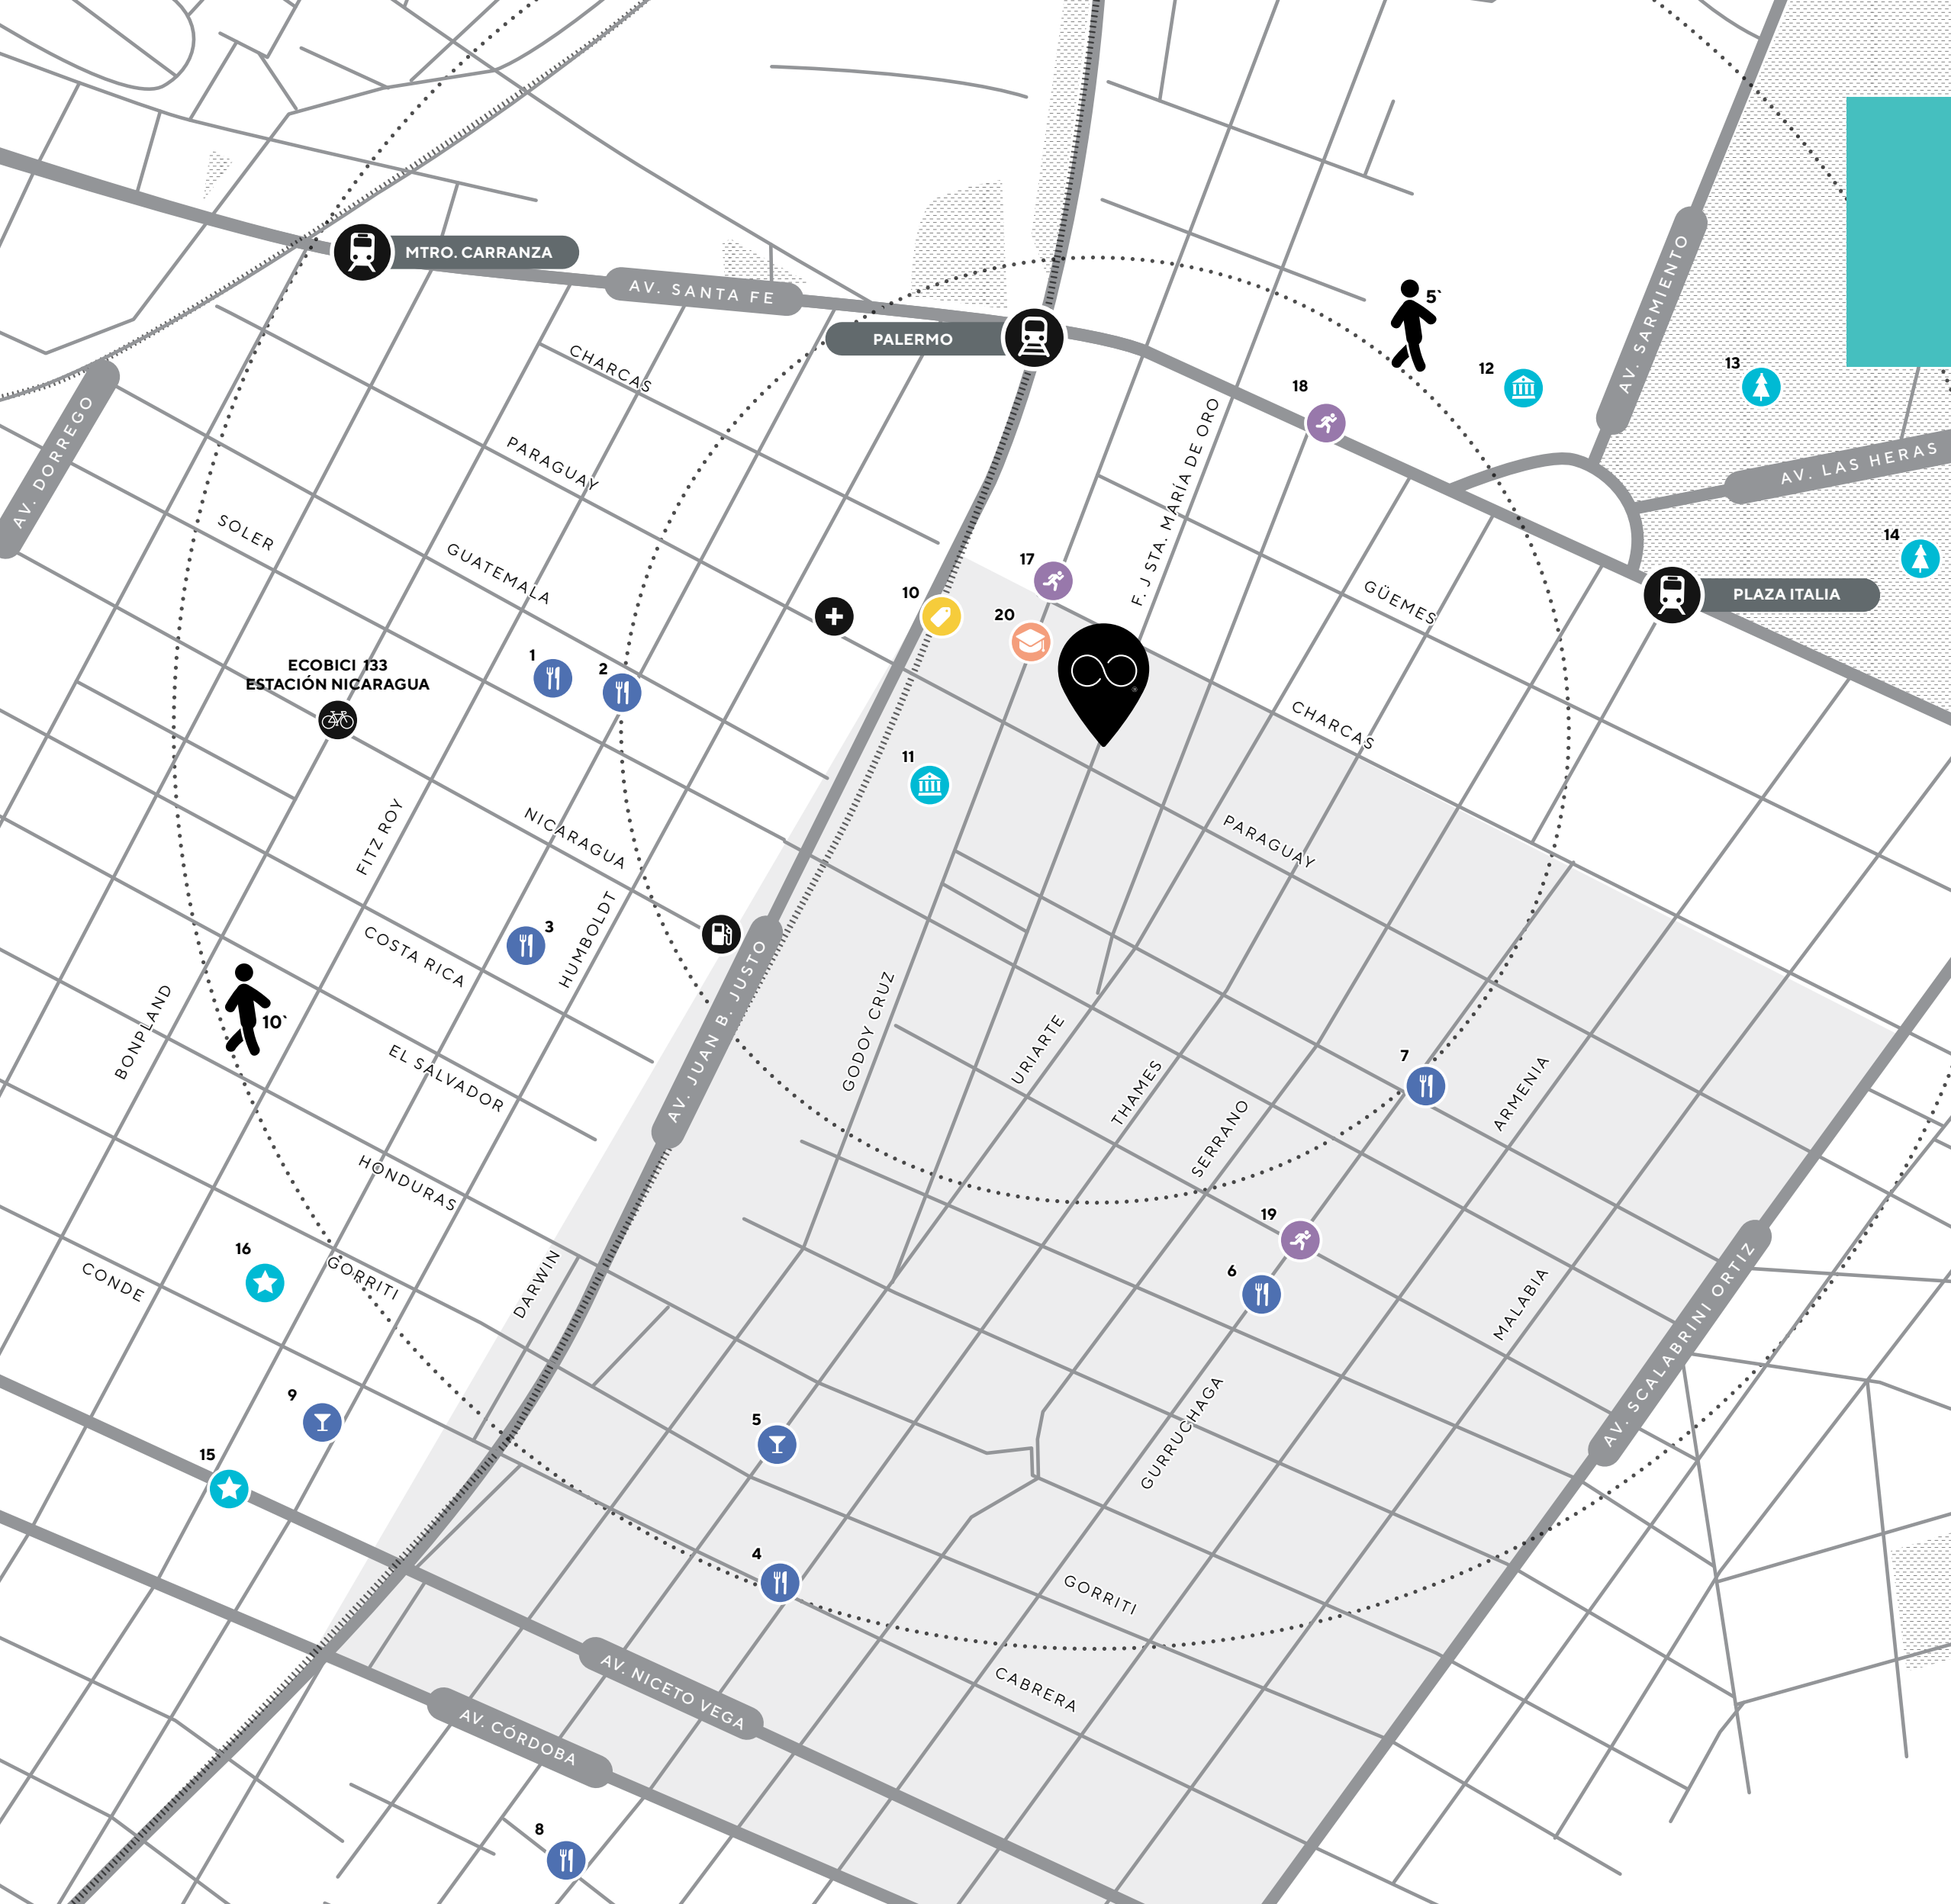 MTRO. CARRANZA
AV. SANTA FE
PALERMO
5`
AV. SARMIENTO
12
13
18
CHARCAS
AV. DORREGO
PARAGUAY
F. J STA. MARÍA DE ORO
AV. LAS HERAS
SOLER
GUATEMALA
14
17
10
20
GÜEMES
PLAZA ITALIA
ECOBICI 133
ESTACIÓN NICARAGUA
1
2
CHARCAS
11
FITZ ROY
NICARAGUA
PARAGUAY
COSTA RICA
3
HUMBOLDT
AV. JUAN B. JUSTO
BONPLAND
10`
GODOY CRUZ
URIARTE
EL SALVADOR
THAMES
7
ARMENIA
SERRANO
HONDURAS
19
16
CONDE
GORRITI
DARWIN
6
MALABIA
AV. SCALABRINI ORTIZ
9
5
GURRUCHAGA
15
4
GORRITI
AV. NICETO VEGA
CABRERA
AV. CÓRDOBA
8